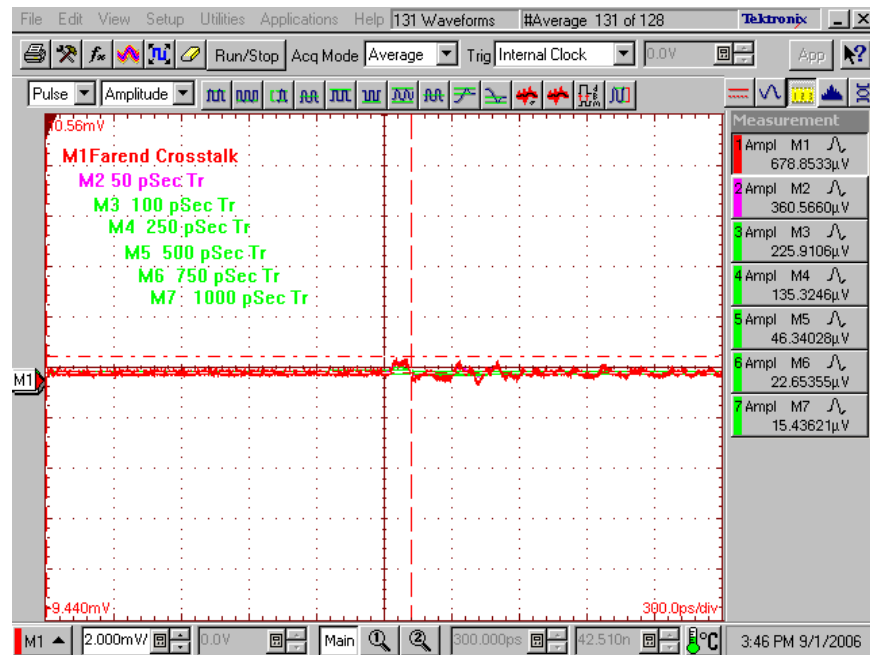 File Edit View Setup Utilities Applications Help 131 Waveforms #Average 131 of 128 Tektronix
Run/Stop Acq Mode Average Trig Internal Clock 0.0V App
Pulse Amplitude
0.56mV
M1Farend Crosstalk
M2 50 pSec Tr
M3 100 pSec Tr
M4 250 pSec Tr
M5 500 pSec Tr
M6 750 pSec Tr
M7 1000 pSec Tr
M1
-9.440mV
300.0ps/div
Measurement
1 Ampl M1
678.8533µV
2 Ampl M2
360.5660µV
3 Ampl M3
225.9106µV
4 Ampl M4
135.3246µV
5 Ampl M5
46.34028µV
6 Ampl M6
22.65355µV
7 Ampl M7
15.43621µV
M1 2.000mV/ 0.0V Main 1 2 300.000ps 42.510n °C 3:46 PM 9/1/2006